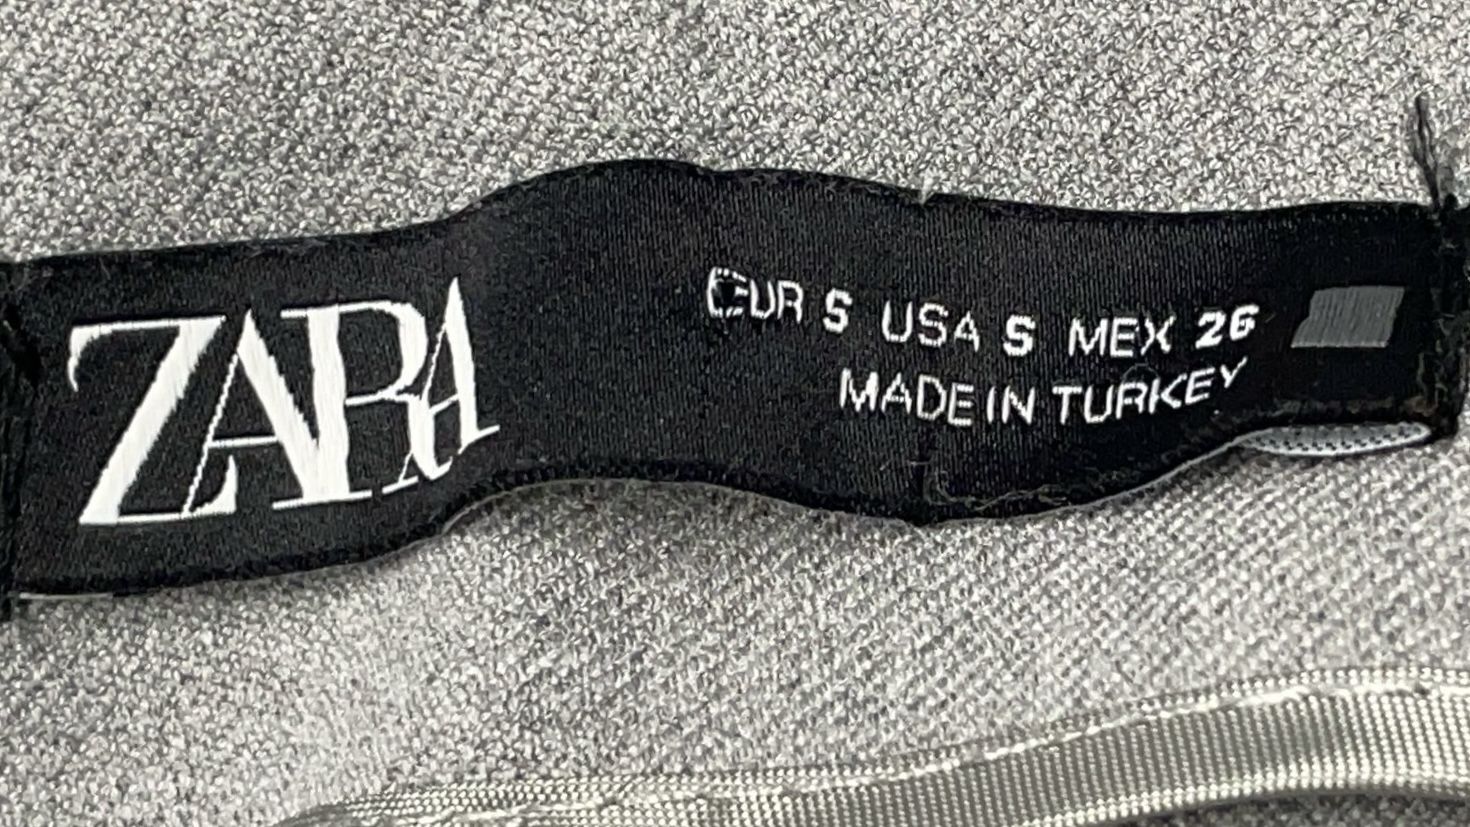 ZARA
EUR S USA S MEX 26
MADE IN TURKEY